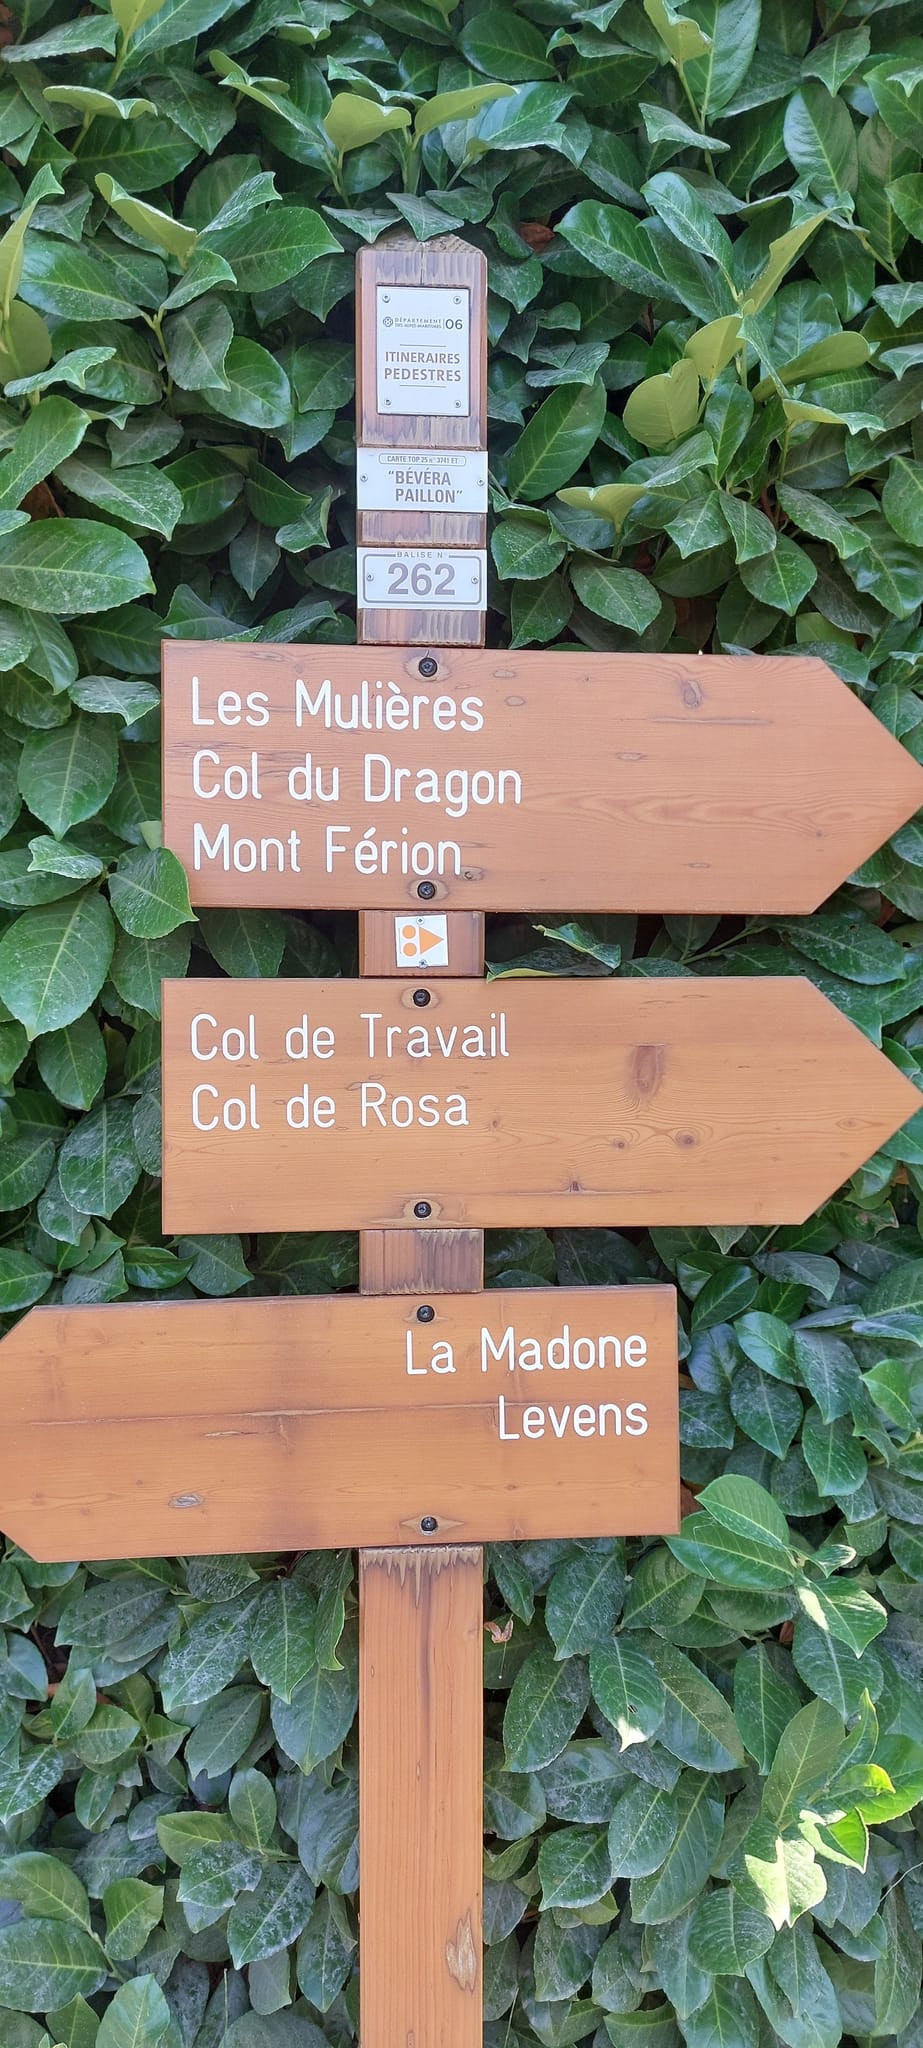 DÉPARTEMENT
DES ALPES-MARITIMES
06
ITINERAIRES
PEDESTRES
CARTE TOP 25 n° 3741 ET
"BÉVÉRA
PAILLON"
BALISE N°
262
Les Mulières
Col du Dragon
Mont Férion
Col de Travail
Col de Rosa
La Madone
Levens